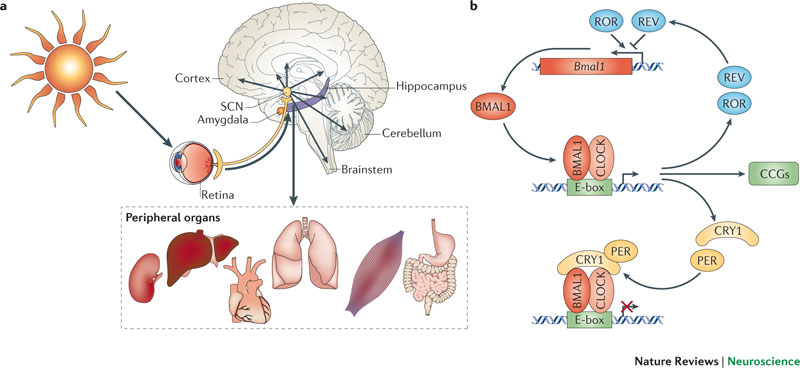 a
Cortex
SCN
Amygdala
Hippocampus
Cerebellum
Brainstem
Retina
Peripheral organs
b
ROR
REV
Bmal1
BMAL1
REV
ROR
BMAL1
CLOCK
E-box
CCGs
CRY1
PER
CRY1
PER
BMAL1
CLOCK
E-box
Nature Reviews | Neuroscience